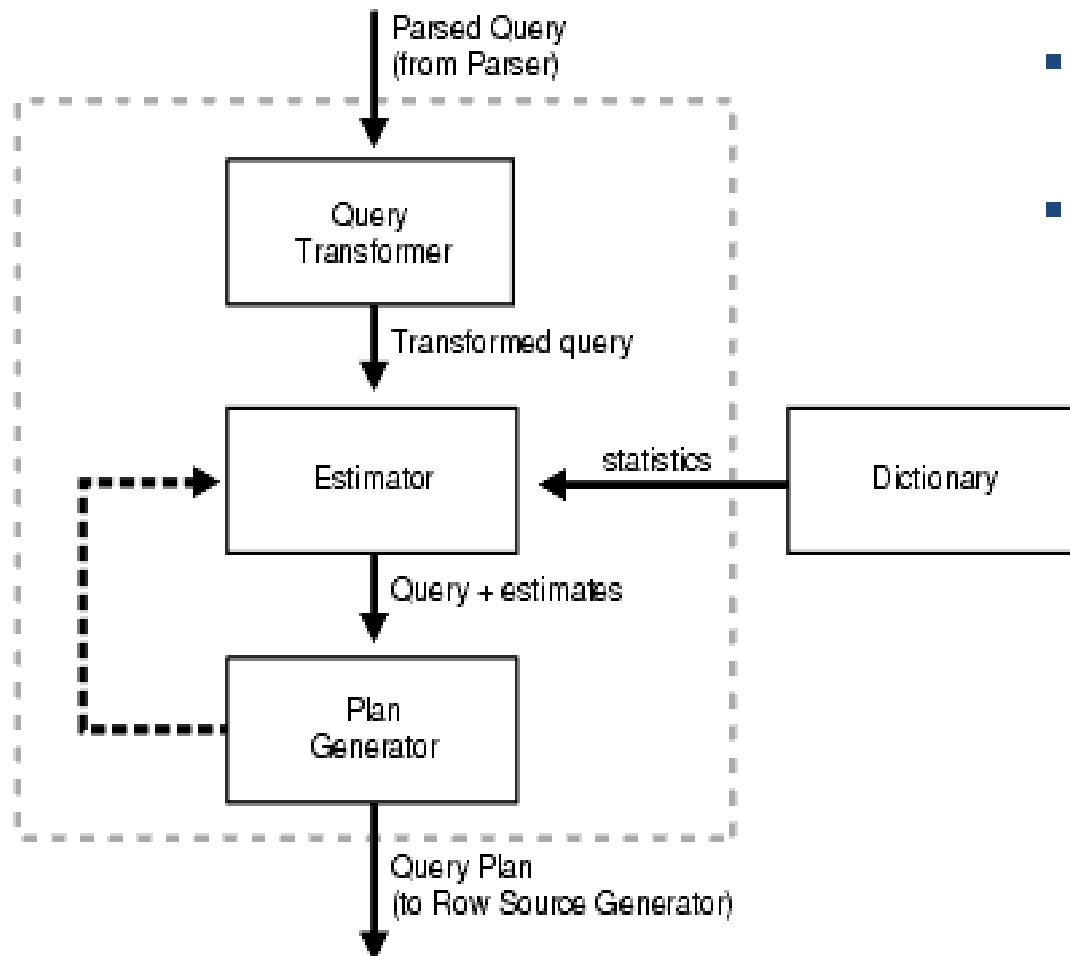 Parsed Query
(from Parser)
Query
Transformer
Transformed query
Estimator
statistics
Dictionary
Query + estimates
Plan
Generator
Query Plan
(to Row Source Generator)